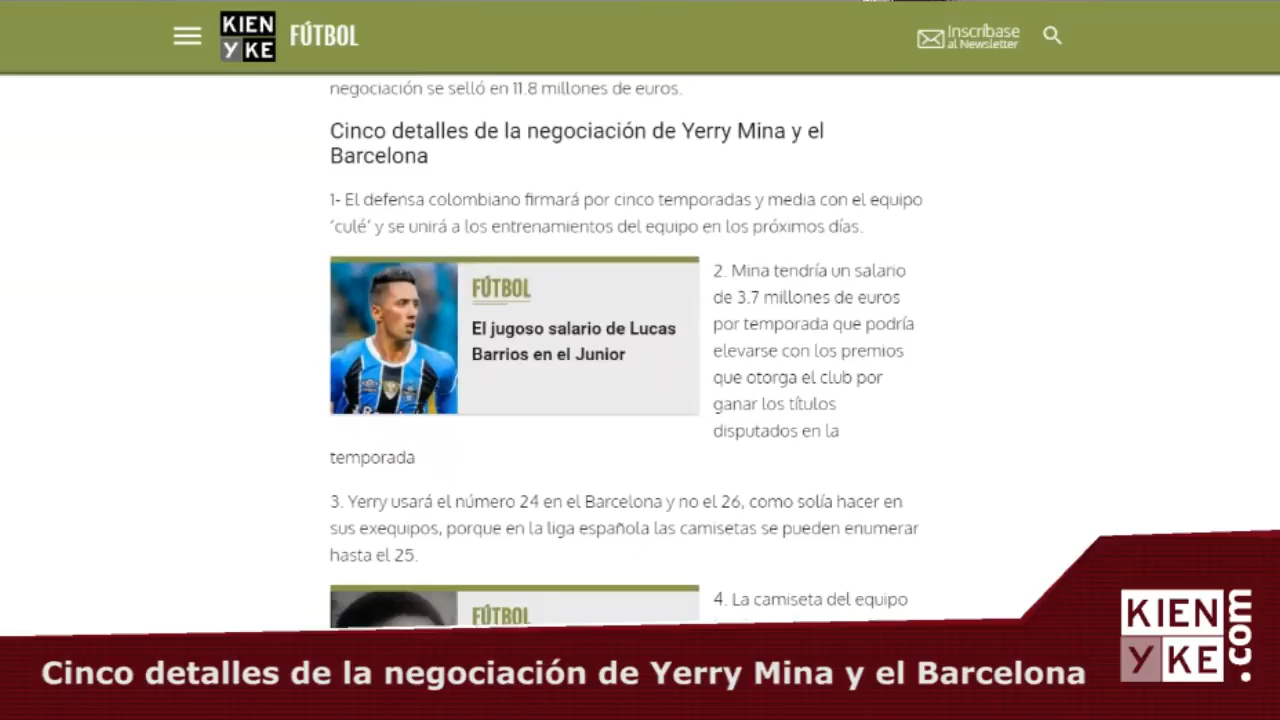 KIEN
YKE
FÚTBOL
Inscríbase
al Newsletter
negociación se selló en 11.8 millones de euros.
Cinco detalles de la negociación de Yerry Mina y el
Barcelona
1- El defensa colombiano firmará por cinco temporadas y media con el equipo
‘culé’ y se unirá a los entrenamientos del equipo en los próximos días.
FÚTBOL
El jugoso salario de Lucas
Barrios en el Junior
2. Mina tendría un salario
de 3.7 millones de euros
por temporada que podría
elevarse con los premios
que otorga el club por
ganar los títulos
disputados en la
temporada
3. Yerry usará el número 24 en el Barcelona y no el 26, como solía hacer en
sus exequipos, porque en la liga española las camisetas se pueden enumerar
hasta el 25.
FÚTBOL
4. La camiseta del equipo
Cinco detalles de la negociación de Yerry Mina y el Barcelona
KIEN
YKE
.com